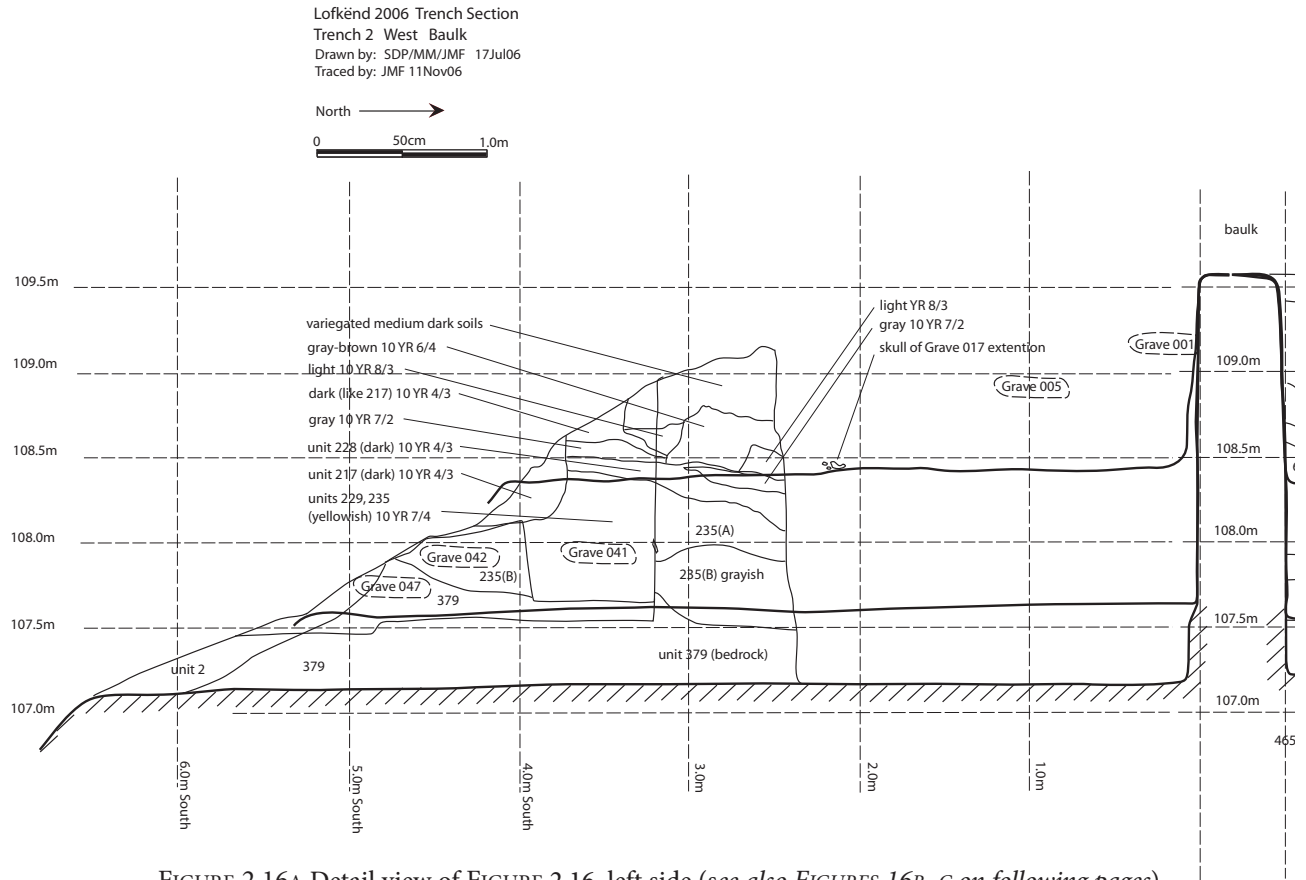 Lofkënd 2006 Trench Section
Trench 2 West Baulk
Drawn by: SDP/MM/JMF 17Jul06
Traced by: JMF 11Nov06
North
0 50cm 1.0m
baulk
109.5m
light YR 8/3
gray 10 YR 7/2
skull of Grave 017 extention
variegated medium dark soils
gray-brown 10 YR 6/4
light 10 YR 8/3
dark (like 217) 10 YR 4/3
gray 10 YR 7/2
unit 228 (dark) 10 YR 4/3
unit 217 (dark) 10 YR 4/3
units 229, 235
(yellowish) 10 YR 7/4
Grave 001
109.0m
109.0m
Grave 005
108.5m
108.5m
235(A)
108.0m
108.0m
Grave 042
Grave 041
235(B)
235(B) grayish
Grave 047
379
107.5m
107.5m
unit 2
379
unit 379 (bedrock)
107.0m
107.0m
465
6.0m South
5.0m South
4.0m South
3.0m
2.0m
1.0m
FIGURE 2.16A Detail view of FIGURE 2.16, left side (see also FIGURES 16B, C on following pages)